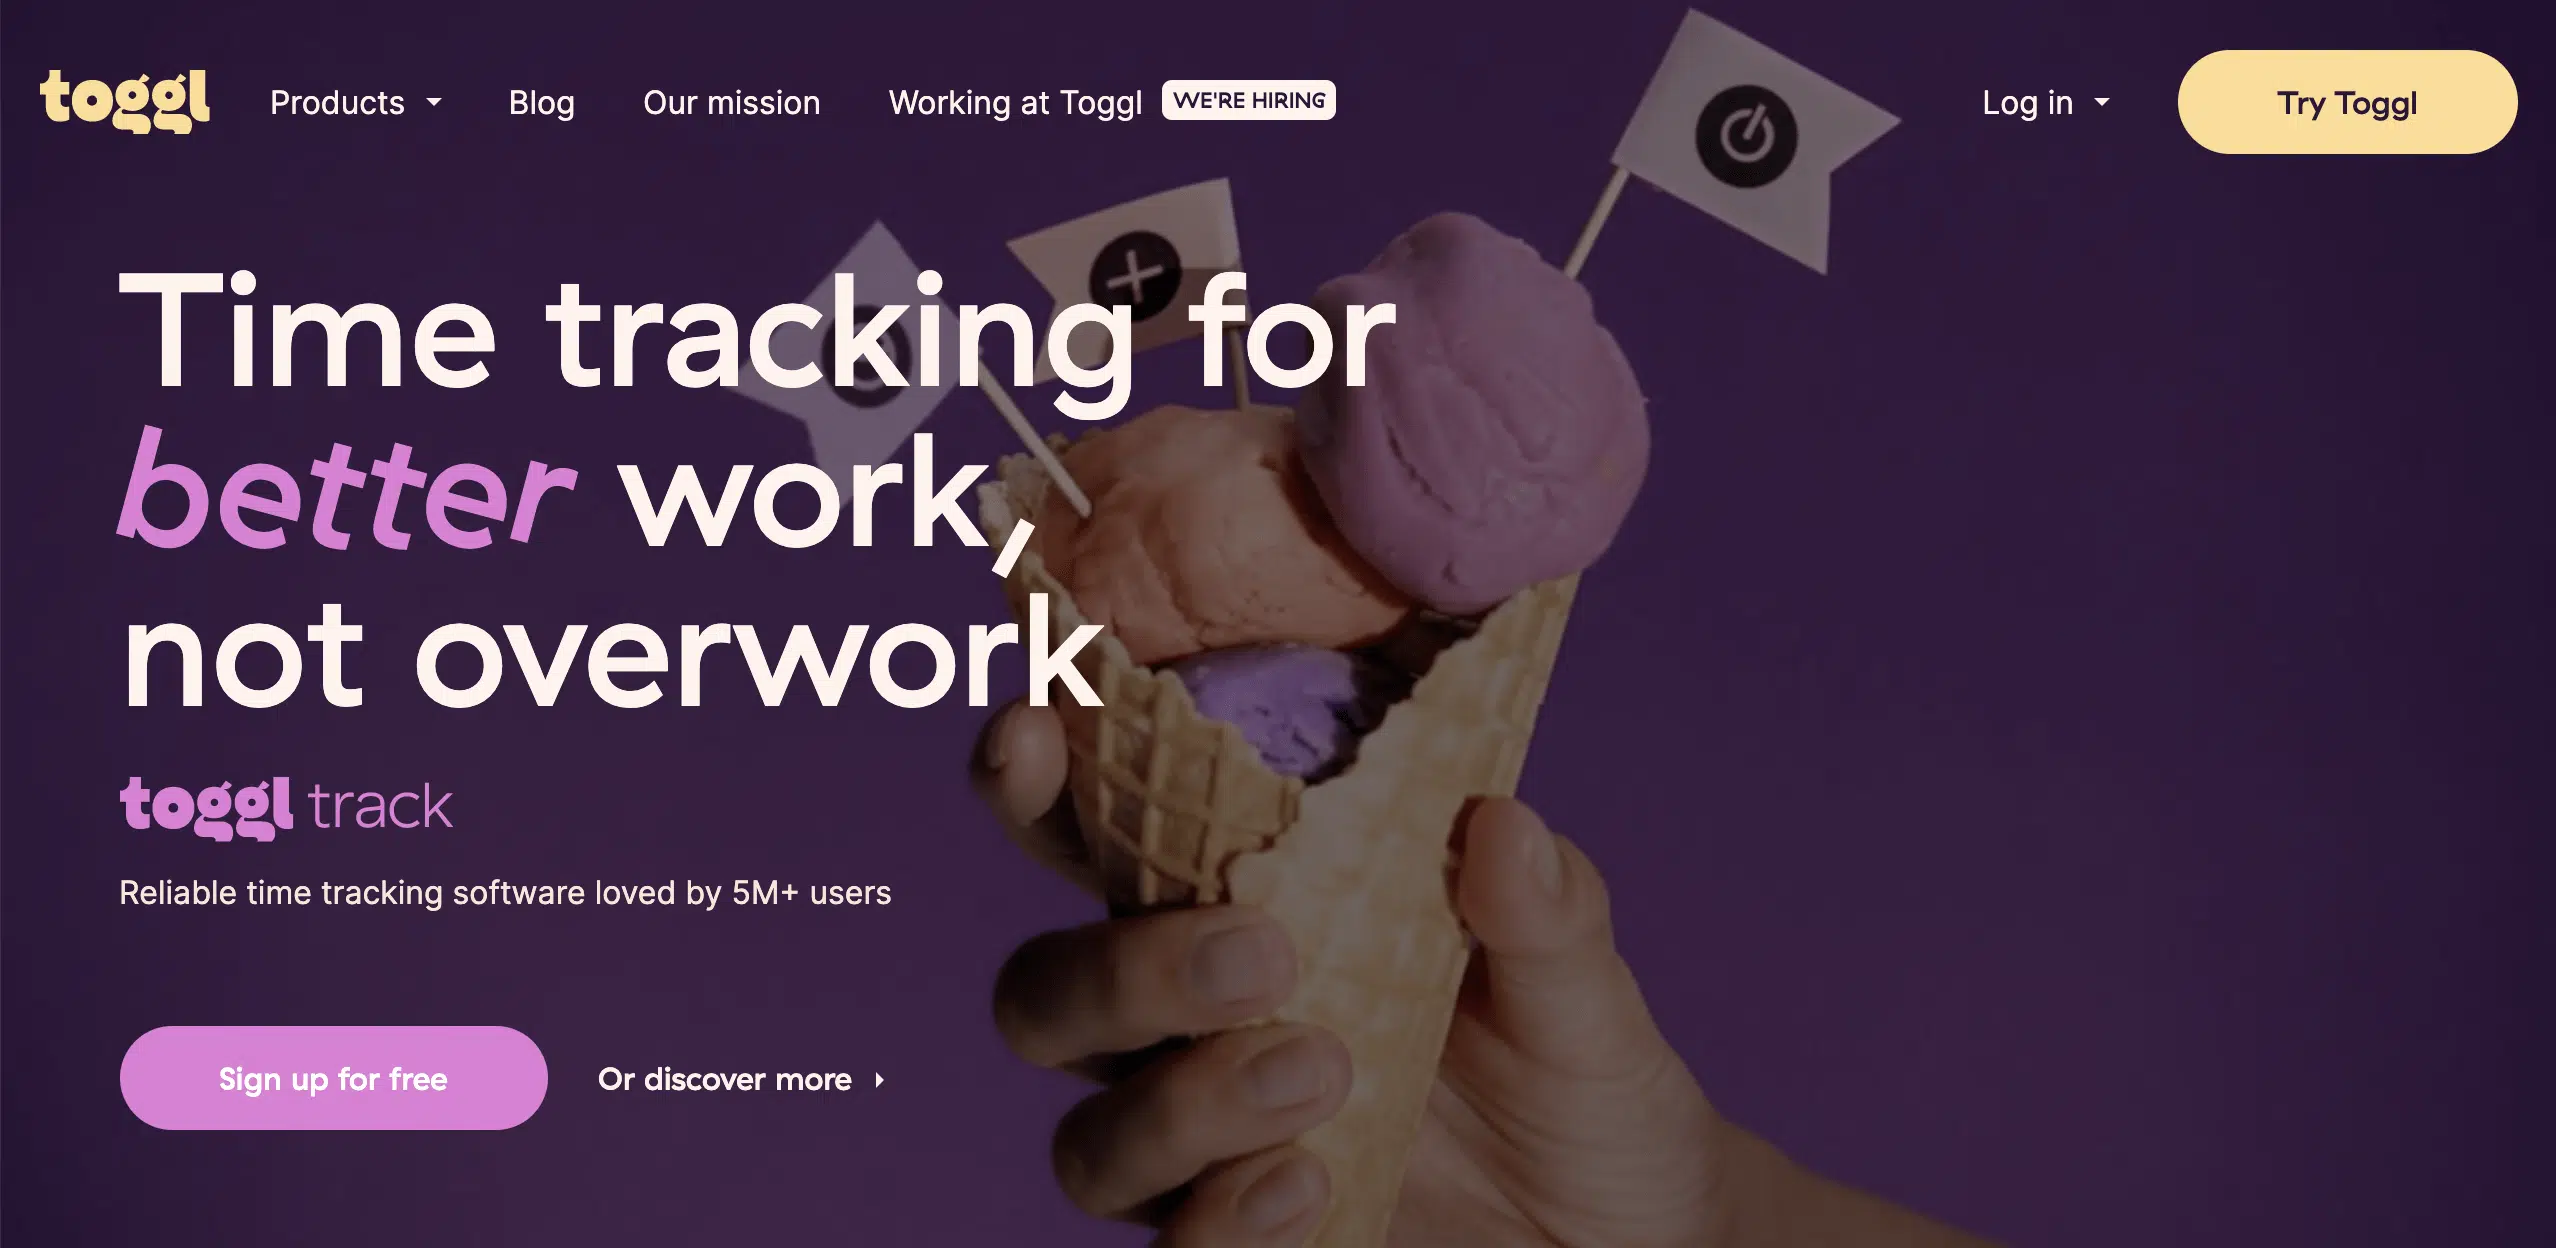 toggl
Products
Blog
Our mission
Working at Toggl
WE'RE HIRING
Log in
Try Toggl
Time tracking for
better work,
not overwork
toggl track
Reliable time tracking software loved by 5M+ users
Sign up for free
Or discover more